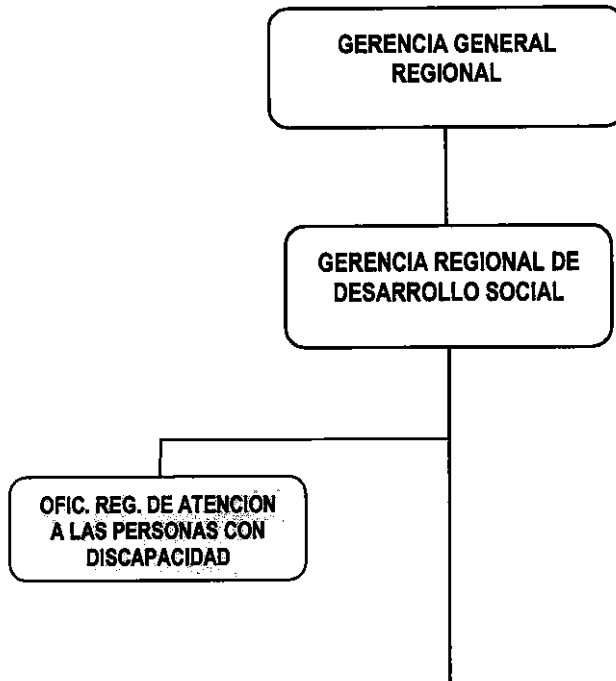 GERENCIA GENERAL
REGIONAL
GERENCIA REGIONAL DE
DESARROLLO SOCIAL
OFIC. REG. DE ATENCION
A LAS PERSONAS CON
DISCAPACIDAD